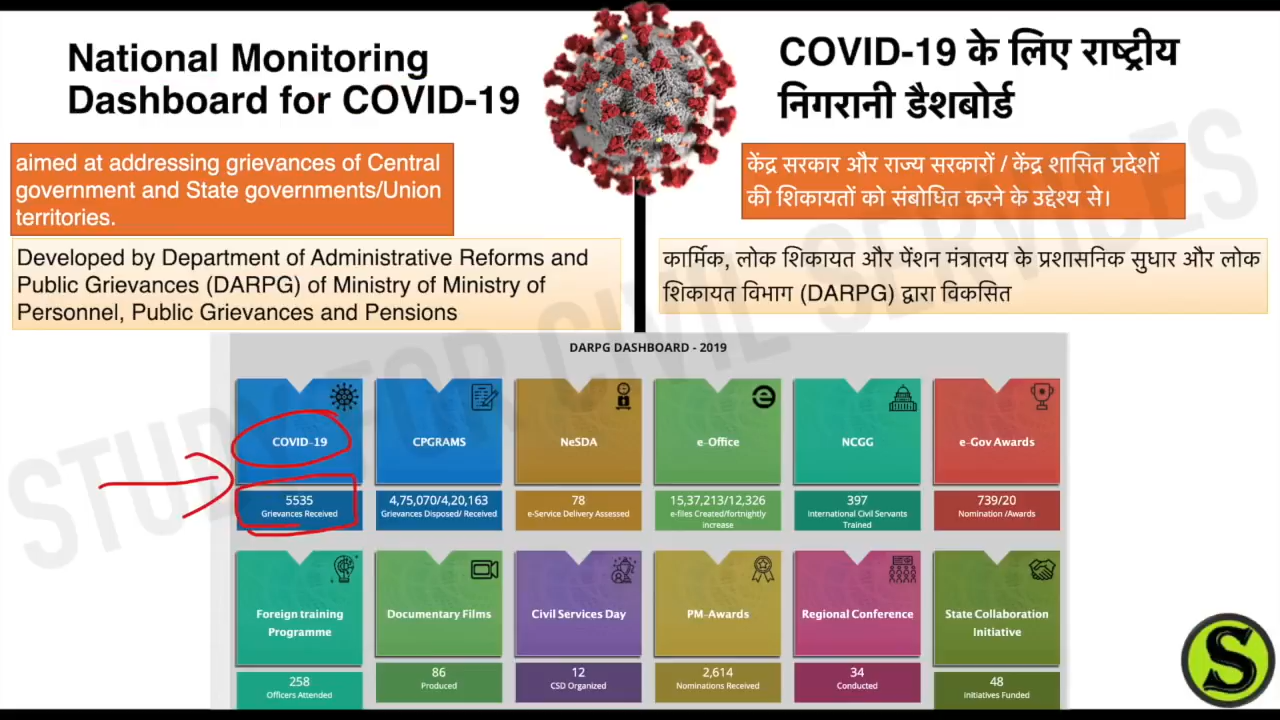 National Monitoring
Dashboard for COVID-19
COVID-19 के लिए राष्ट्रीय
निगरानी डैशबोर्ड
aimed at addressing grievances of Central
government and State governments/Union
territories.
केंद्र सरकार और राज्य सरकारों / केंद्र शासित प्रदेशों
की शिकायतों को संबोधित करने के उद्देश्य से।
Developed by Department of Administrative Reforms and
Public Grievances (DARPG) of Ministry of Ministry of
Personnel, Public Grievances and Pensions
कार्मिक, लोक शिकायत और पेंशन मंत्रालय के प्रशासनिक सुधार और लोक
शिकायत विभाग (DARPG) द्वारा विकसित
STUDY FOR CIVIL SERVICES
DARPG DASHBOARD - 2019
COVID-19
5535
Grievances Received
CPGRAMS
4,75,070/4,20,163
Grievances Disposed/ Received
NeSDA
78
e-Service Delivery Assessed
e-Office
15,37,213/12,326
e-files Created/fortnightly
increase
NCGG
397
International Civil Servants
Trained
e-Gov Awards
739/20
Nomination /Awards
Foreign training
Programme
258
Officers Attended
Documentary Films
86
Produced
Civil Services Day
12
CSD Organized
PM-Awards
2,614
Nominations Received
Regional Conference
34
Conducted
State Collaboration
Initiative
48
Initiatives Funded
S